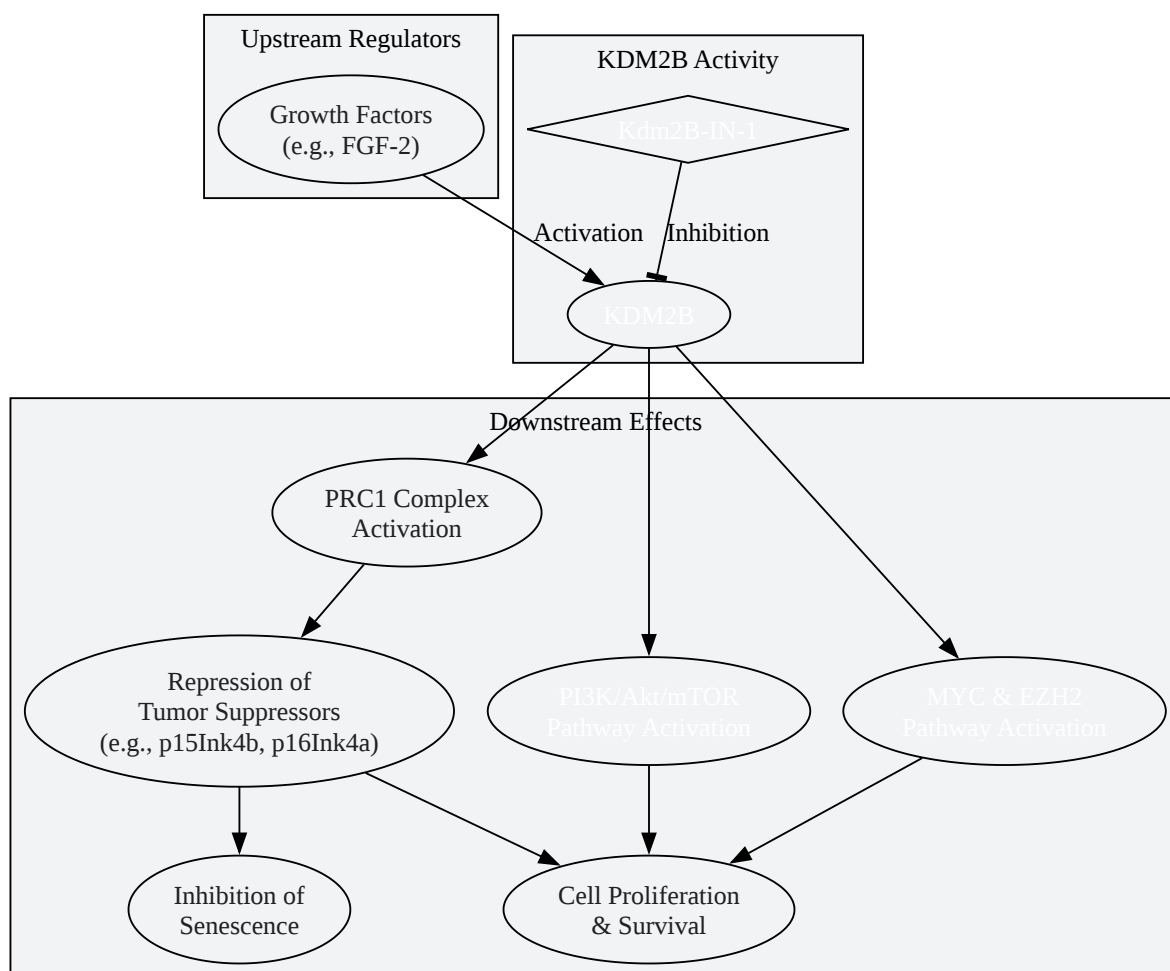 Upstream Regulators
Growth Factors
(e.g., FGF-2)
KDM2B Activity
Kdm2B-IN-1
Activation
Inhibition
KDM2B
Downstream Effects
PRC1 Complex
Activation
Repression of
Tumor Suppressors
(e.g., p15Ink4b, p16Ink4a)
PI3K/Akt/mTOR
Pathway Activation
MYC & EZH2
Pathway Activation
Inhibition of
Senescence
Cell Proliferation
& Survival